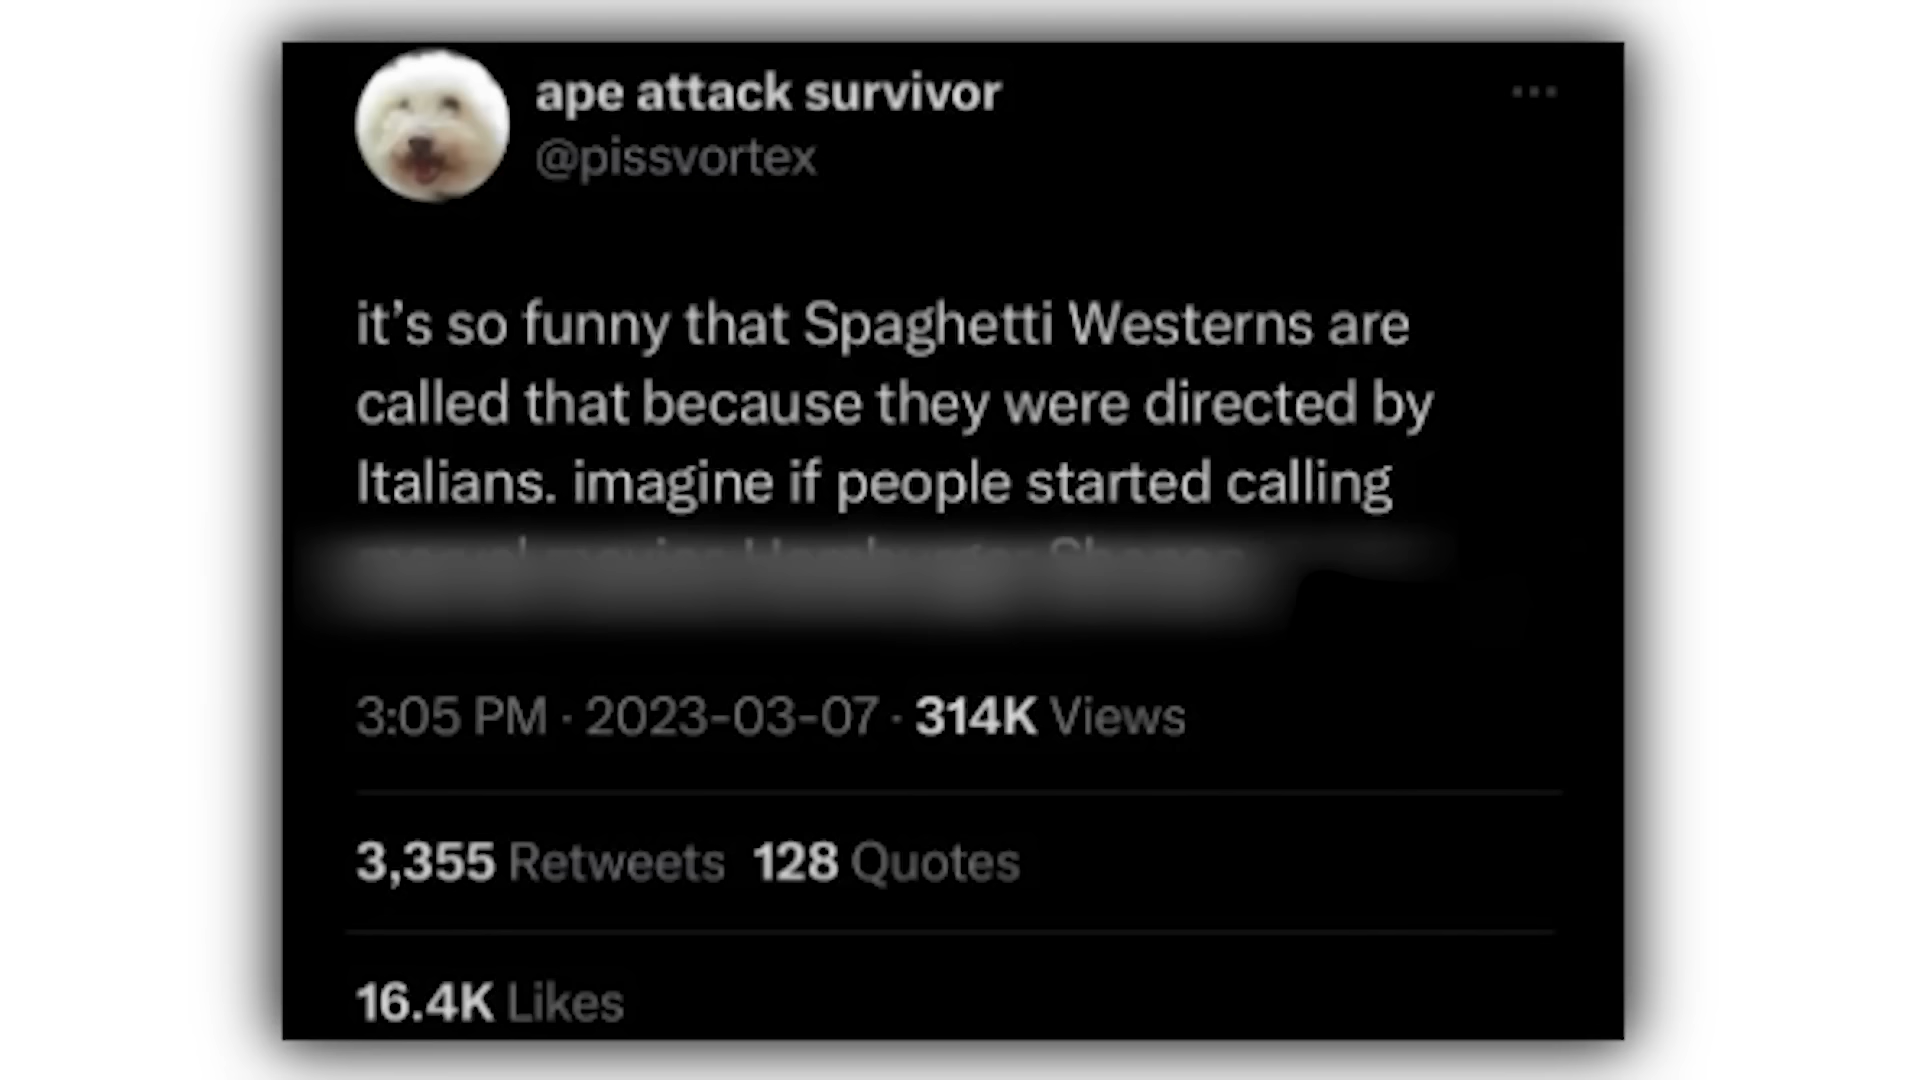 ape attack survivor
@pissvortex
it's so funny that Spaghetti Westerns are
called that because they were directed by
Italians. imagine if people started calling
3:05 PM · 2023-03-07 · 314K Views
3,355 Retweets 128 Quotes
16.4K Likes